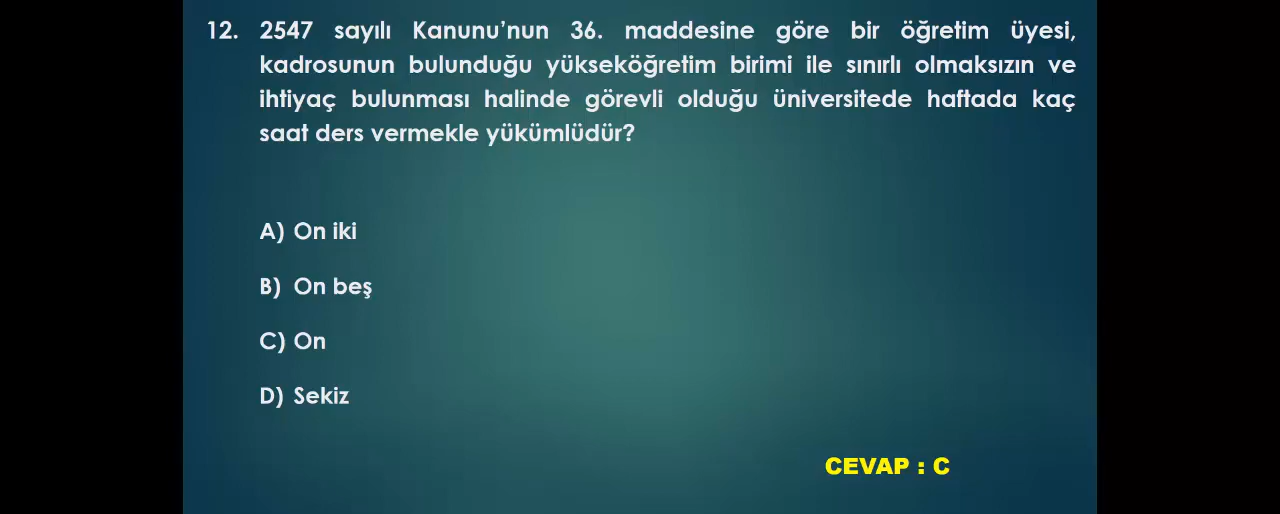 12. 2547 sayılı Kanunu’nun 36. maddesine göre bir öğretim üyesi,
kadrosunun bulunduğu yükseköğretim birimi ile sınırlı olmaksızın ve
ihtiyaç bulunması halinde görevli olduğu üniversitede haftada kaç
saat ders vermekle yükümlüdür?
A) On iki
B) On beş
C) On
D) Sekiz
CEVAP : C